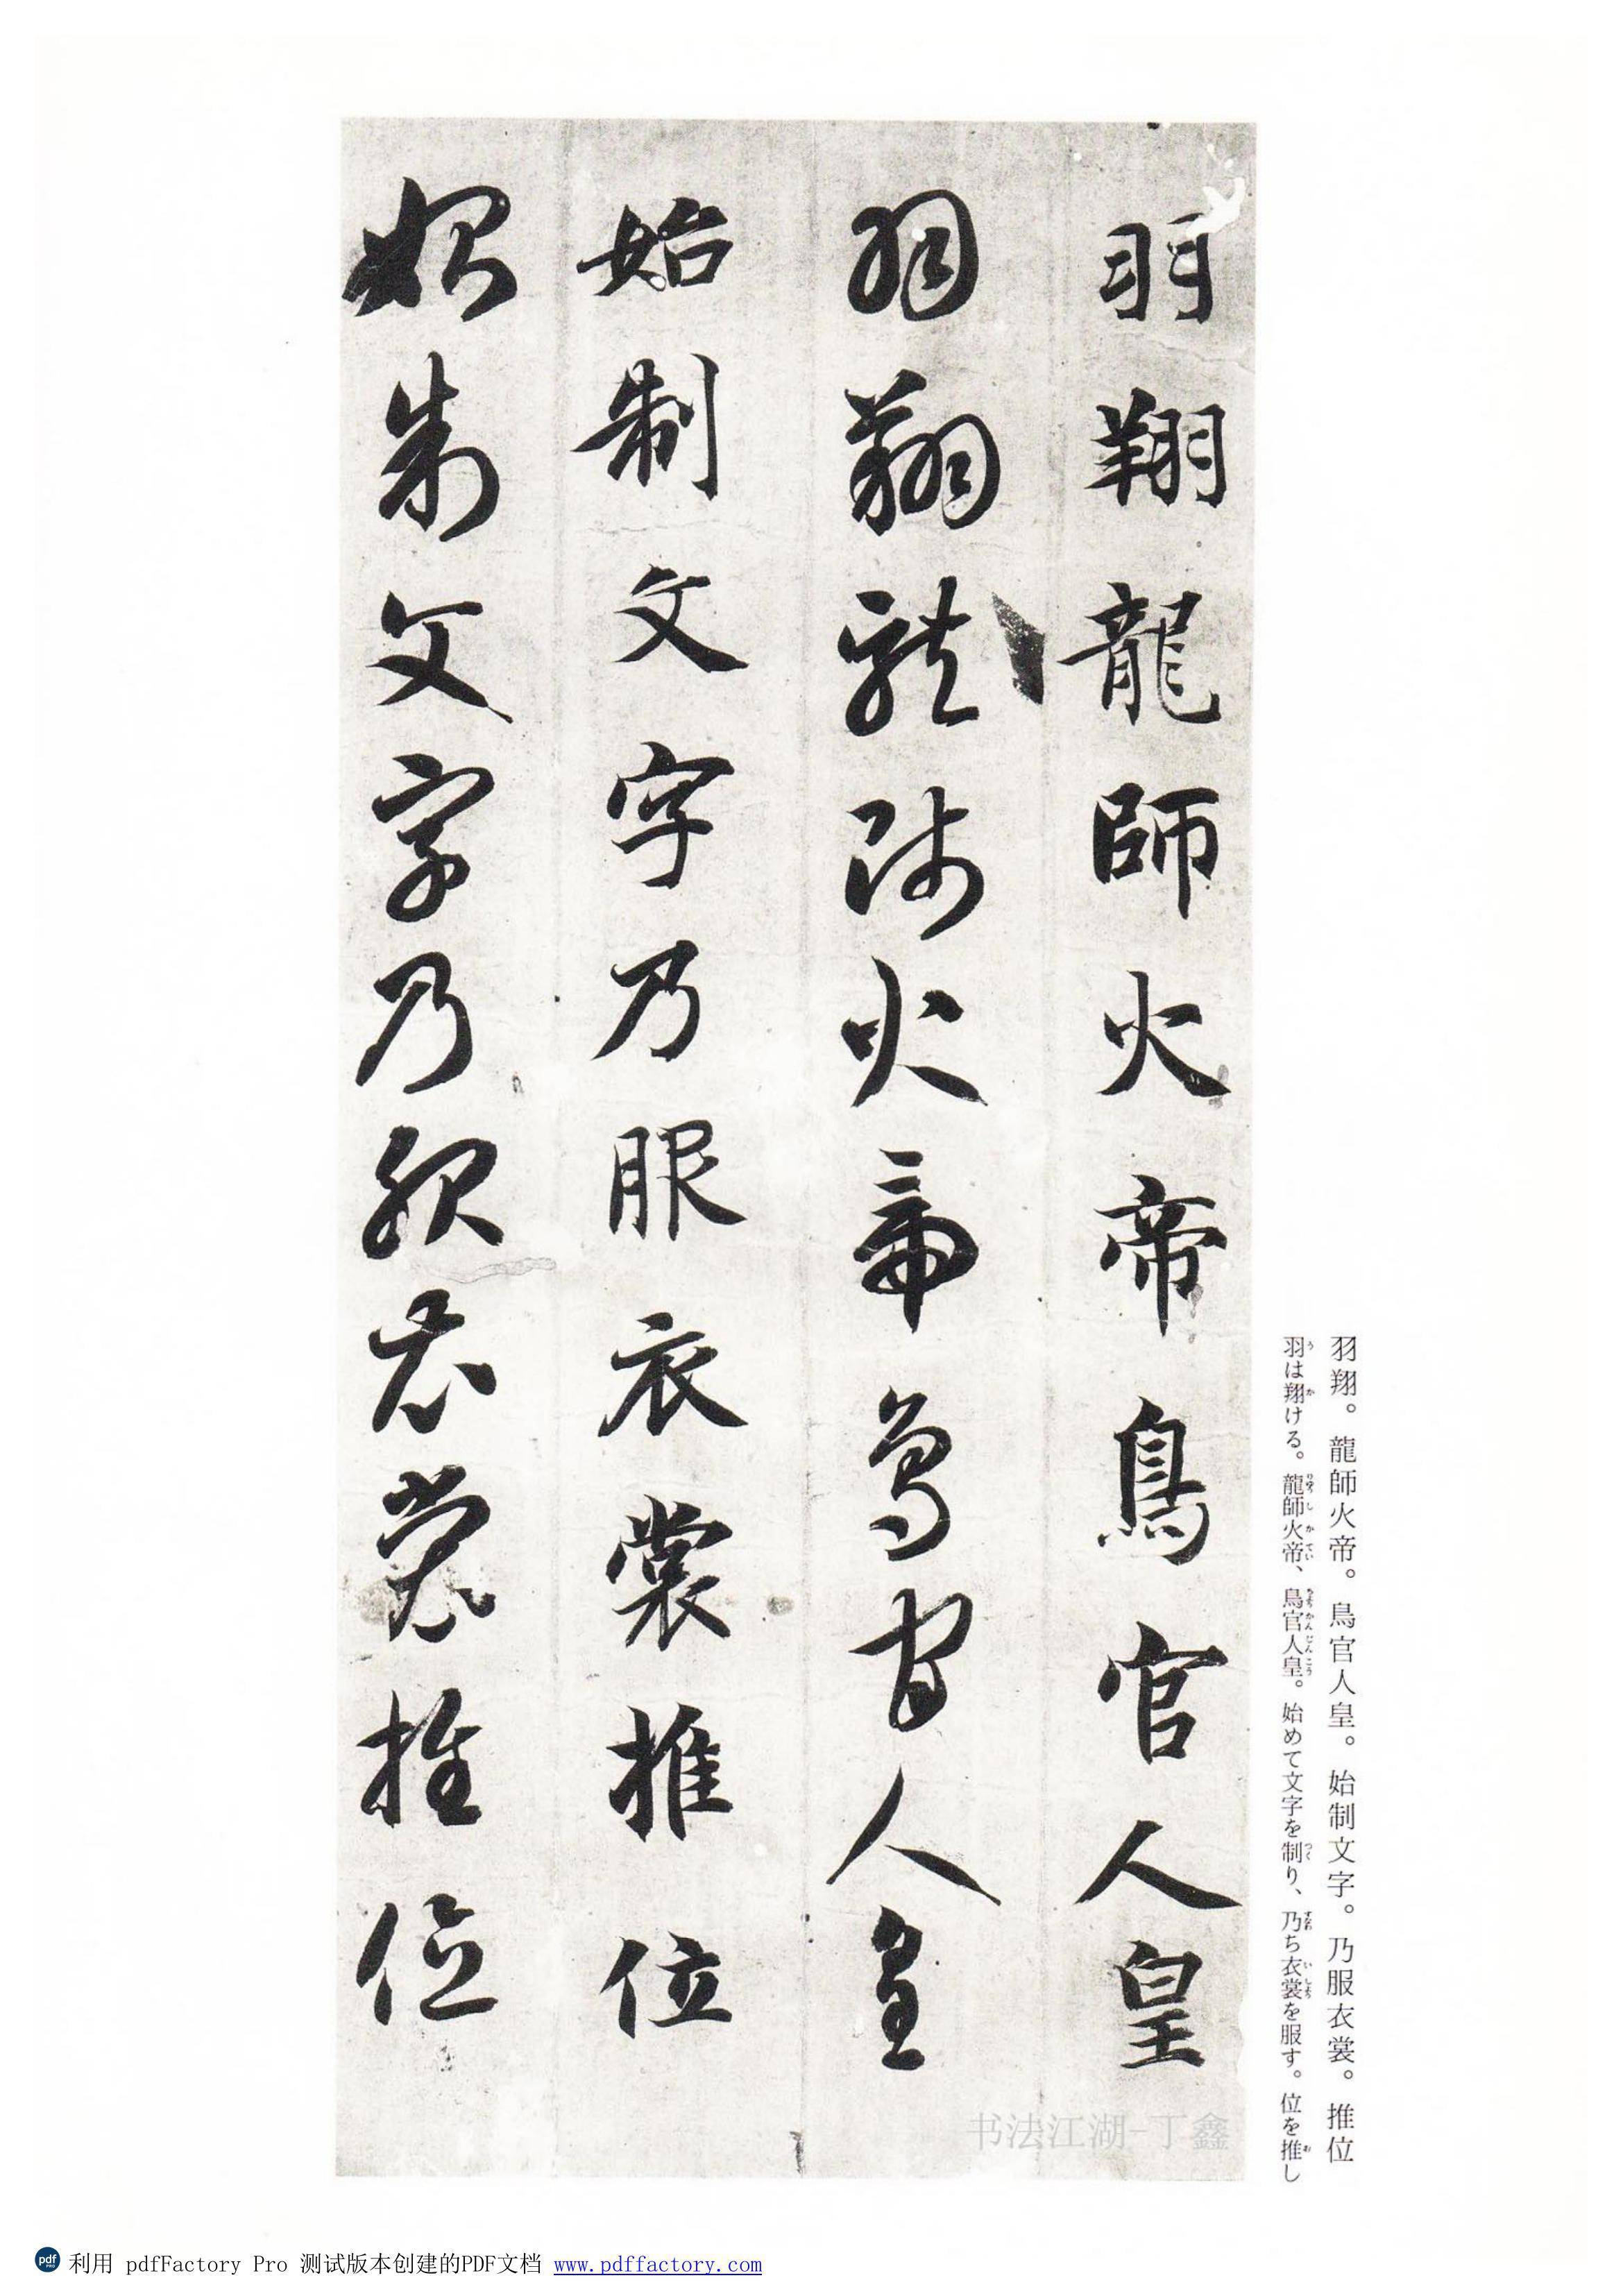 羽翔。龍師火帝。鳥官人皇。始制文字。乃服衣裳。推位
羽は翔ける。龍師火帝、鳥官人皇。始めて文字を制り、乃ち衣裳を服す。位を推し
羽翔龍師火帝鳥官人皇
羽翔龍師火帝鳥官人皇
始制文字乃服衣裳推位
始制文字乃服衣裳推位
书法江湖-丁鑫
利用 pdfFactory Pro 测试版本创建的PDF文档 www.pdffactory.com